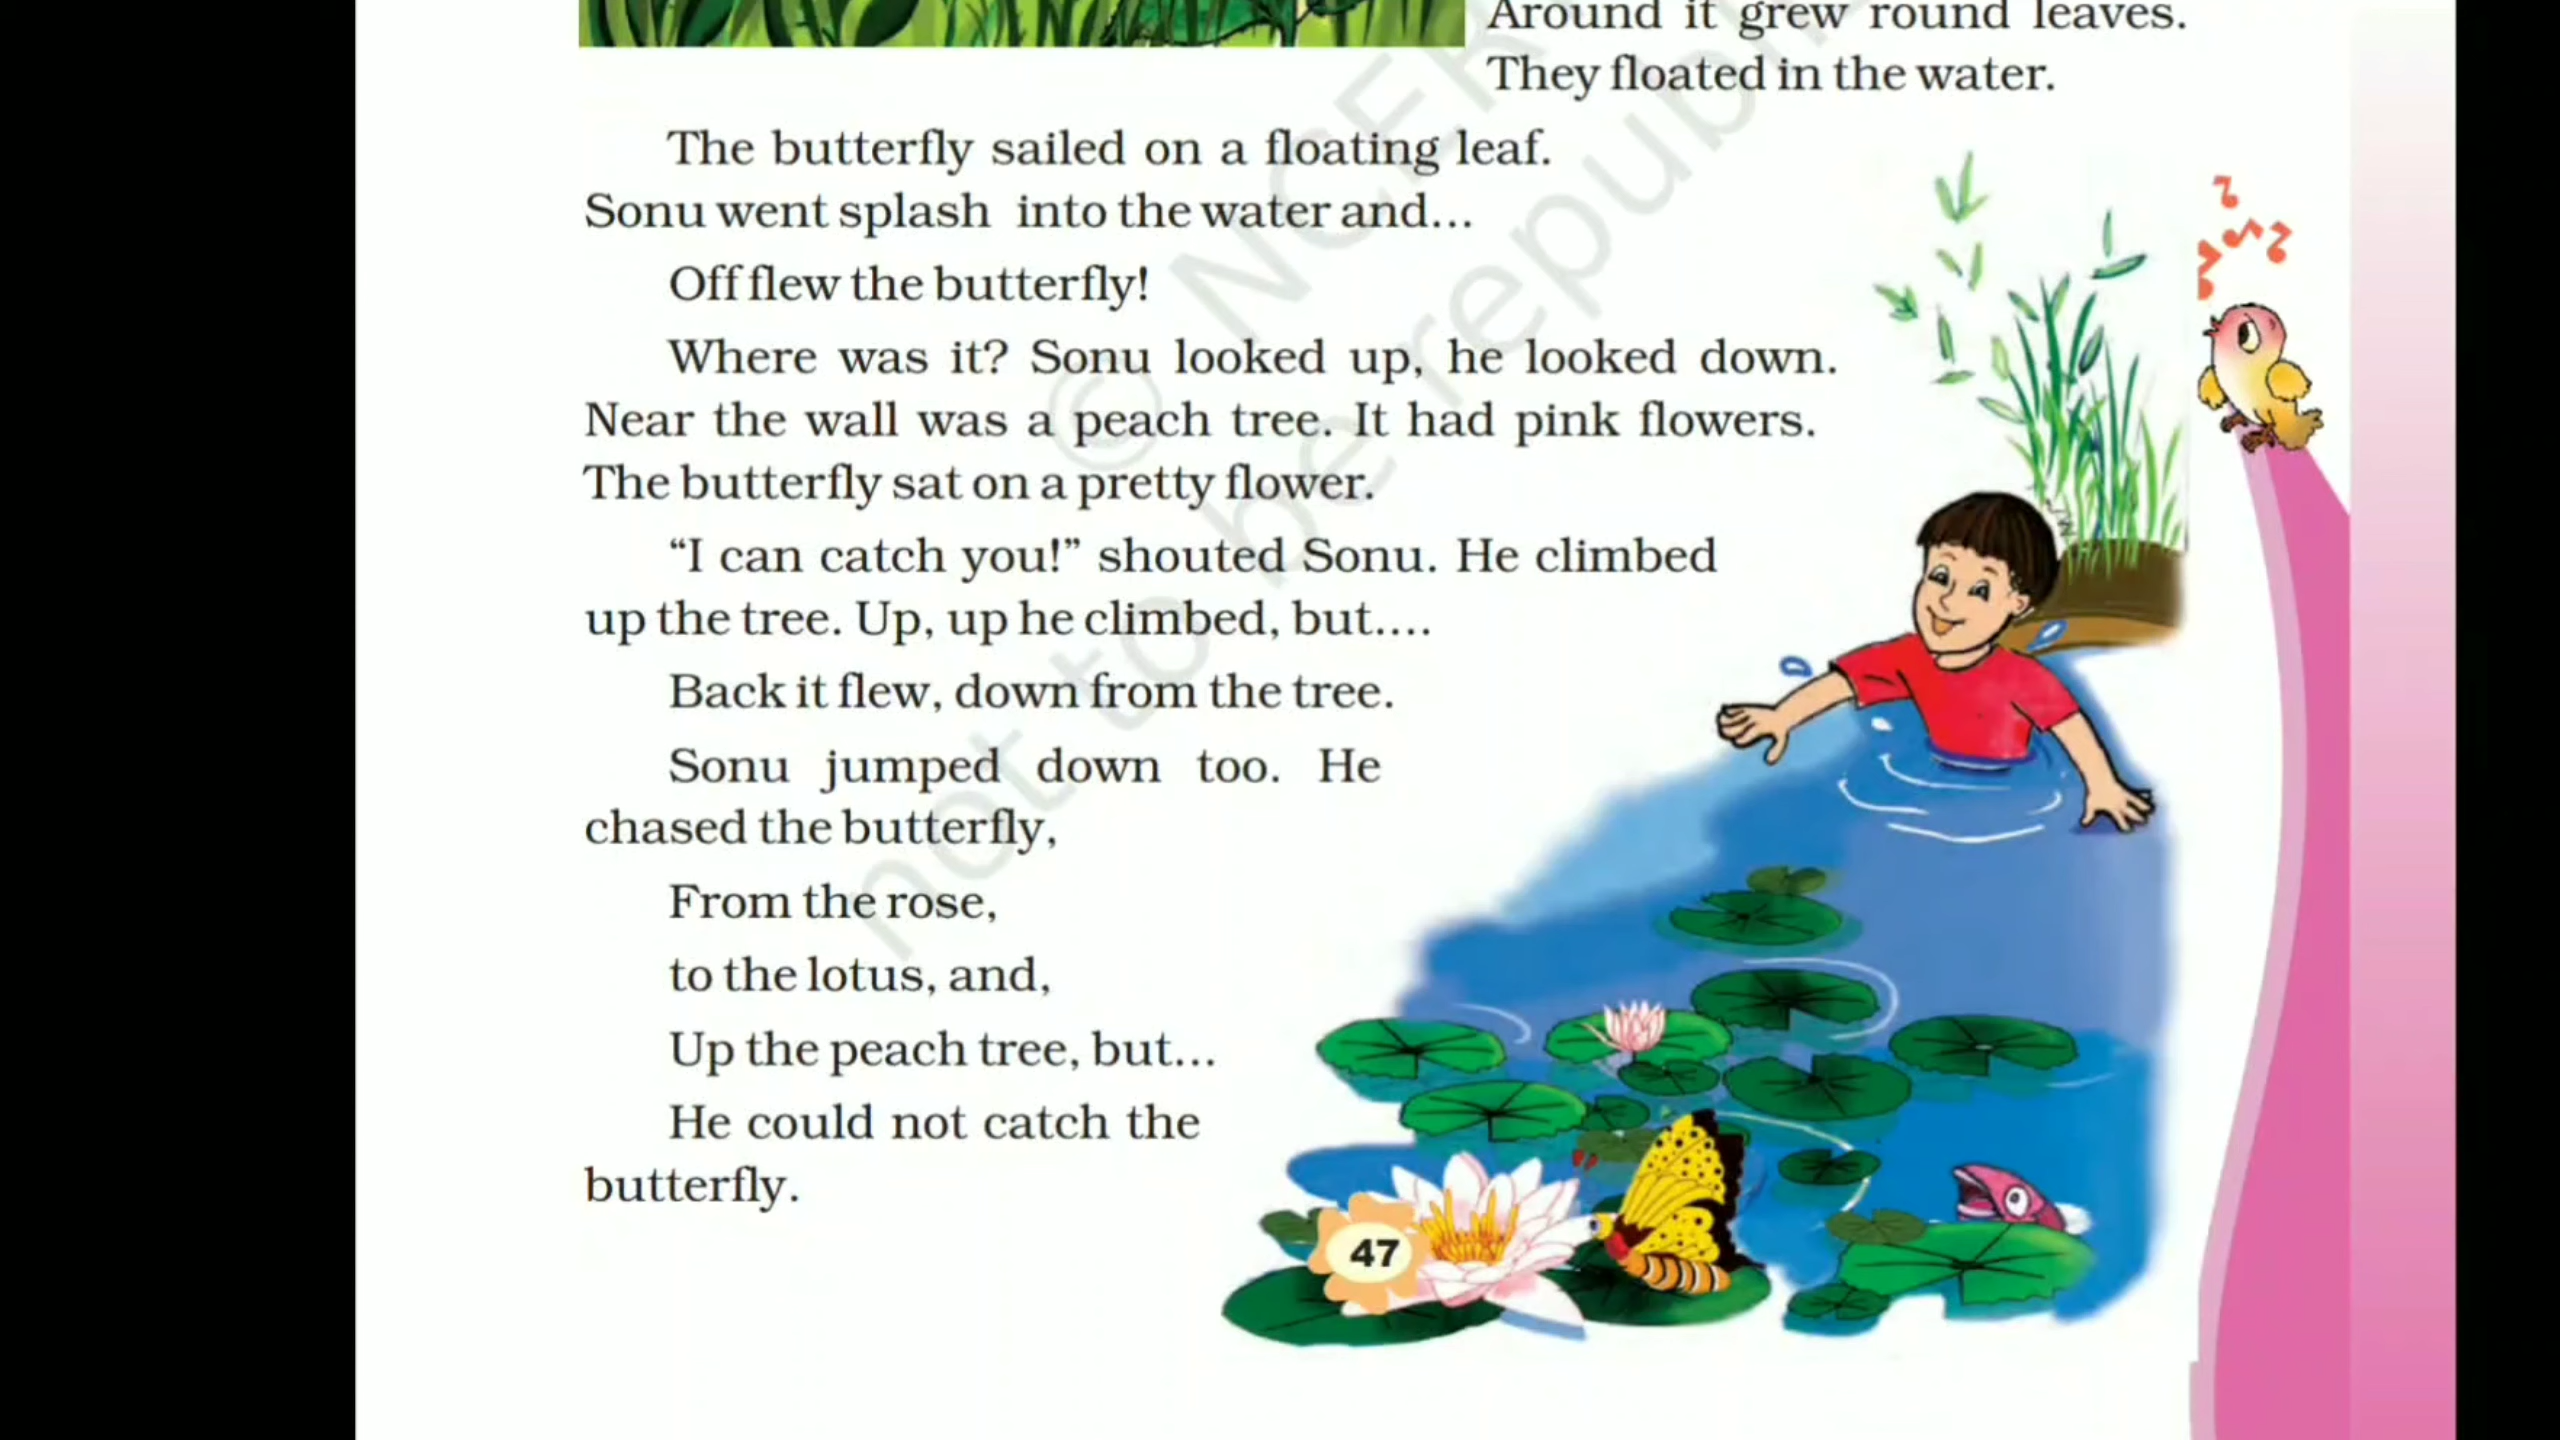 Around it grew round leaves.
They floated in the water.
The butterfly sailed on a floating leaf.
Sonu went splash into the water and...
Off flew the butterfly!
Where was it? Sonu looked up, he looked down.
Near the wall was a peach tree. It had pink flowers.
The butterfly sat on a pretty flower.
“I can catch you!” shouted Sonu. He climbed
up the tree. Up, up he climbed, but....
Back it flew, down from the tree.
Sonu jumped down too. He
chased the butterfly,
From the rose,
to the lotus, and,
Up the peach tree, but...
He could not catch the
butterfly.
47
© NCER
not to be republi